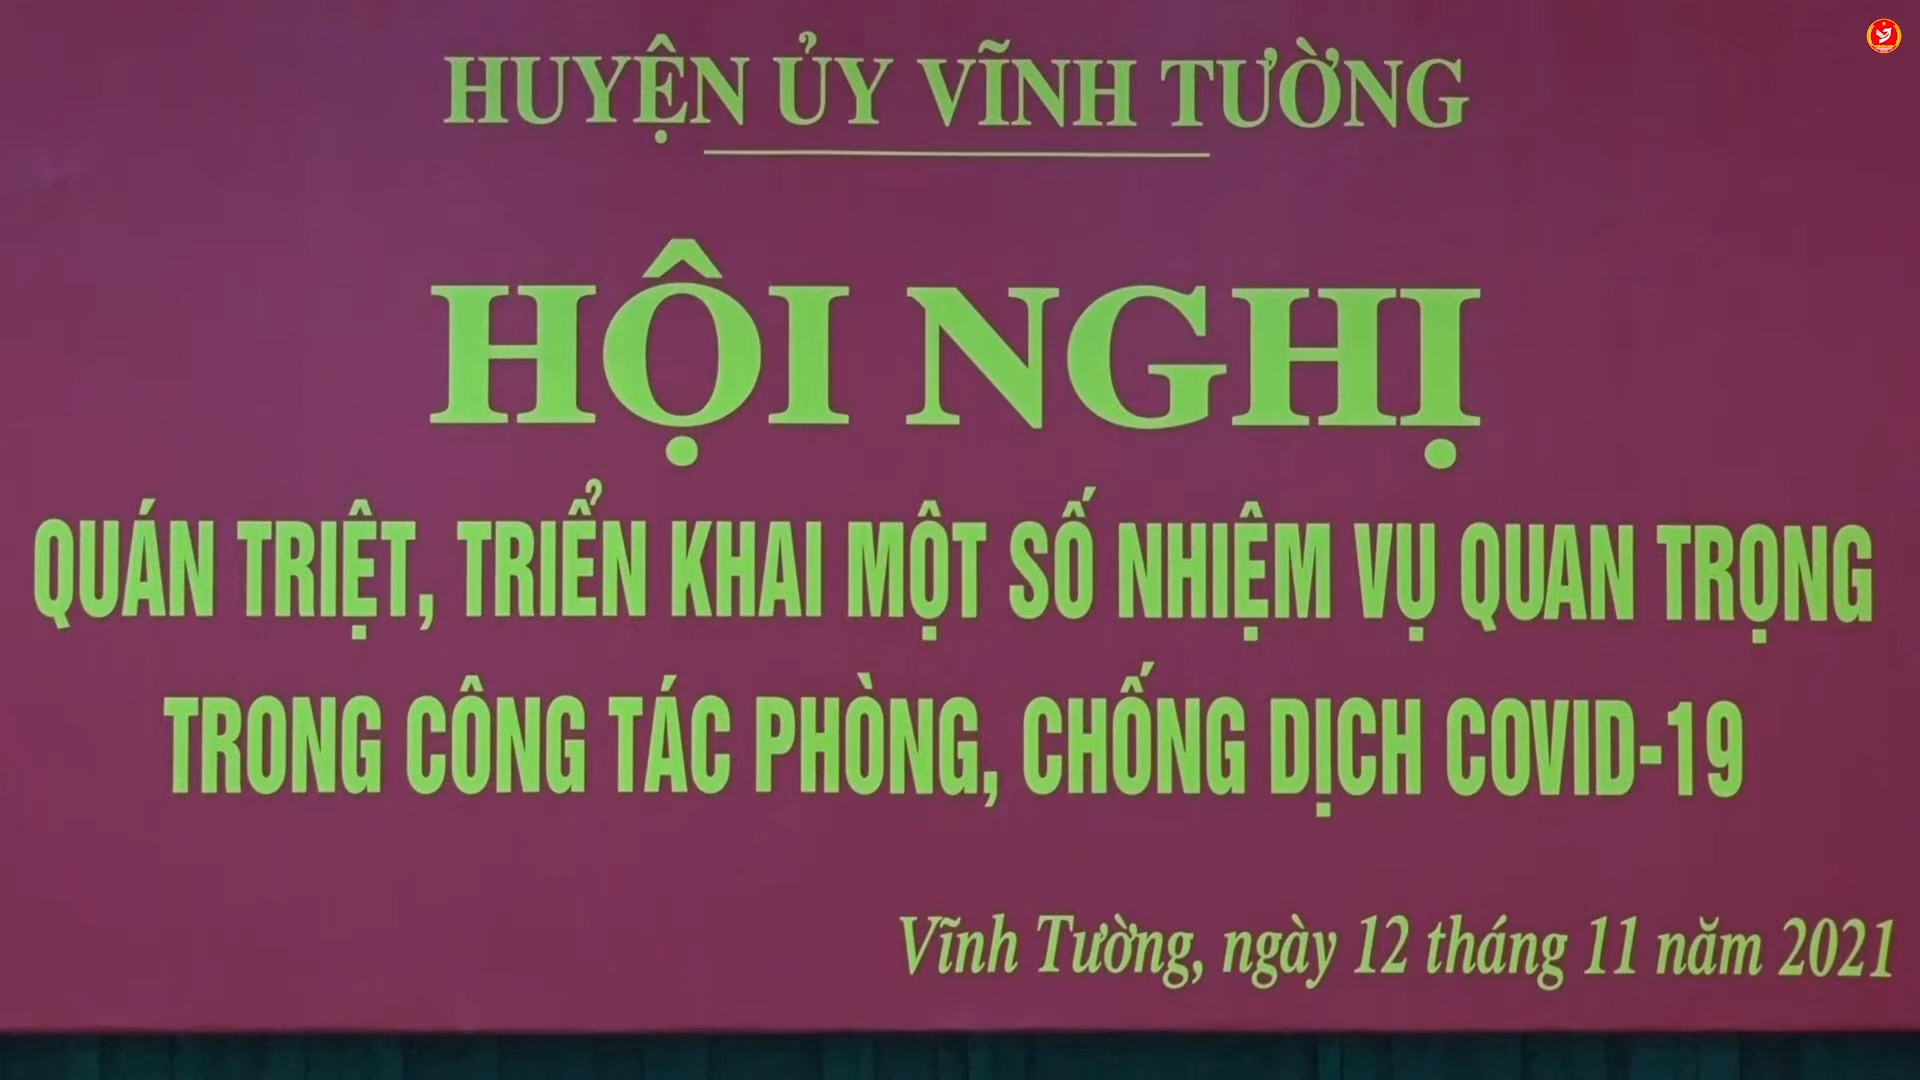 HUYỆN ỦY VĨNH TƯỜNG
HỘI NGHỊ
QUÁN TRIỆT, TRIỂN KHAI MỘT SỐ NHIỆM VỤ QUAN TRỌNG
TRONG CÔNG TÁC PHÒNG, CHỐNG DỊCH COVID-19
Vĩnh Tường, ngày 12 tháng 11 năm 2021